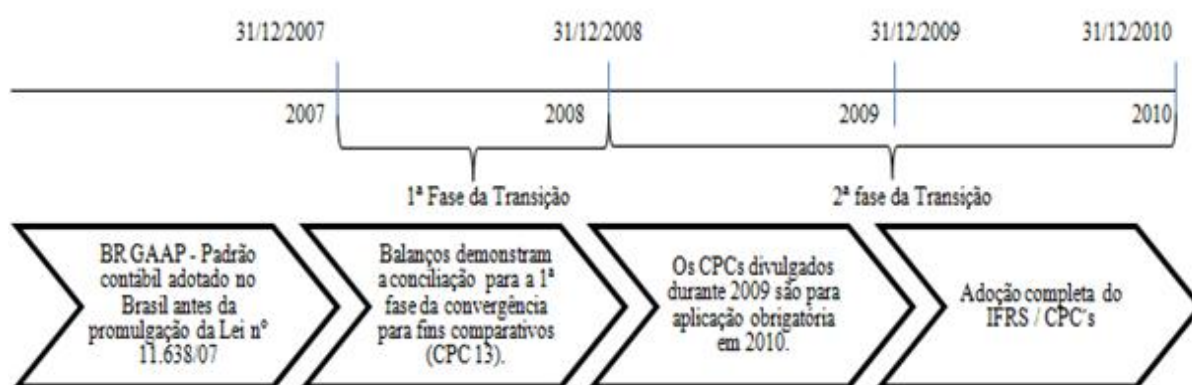 31/12/2007 31/12/2008 31/12/2009 31/12/2010
2007 2008 2009 2010
1ª Fase da Transição 2ª fase da Transição
BR GAAP - Padrão
contábil adotado no
Brasil antes da
promulgação da Lei nº
11.638/07
Balanços demonstram
a conciliação para a 1ª
fase da convergência
para fins comparativos
(CPC 13).
Os CPCs divulgados
durante 2009 são para
aplicação obrigatória
em 2010.
Adoção completa do
IFRS / CPC´s